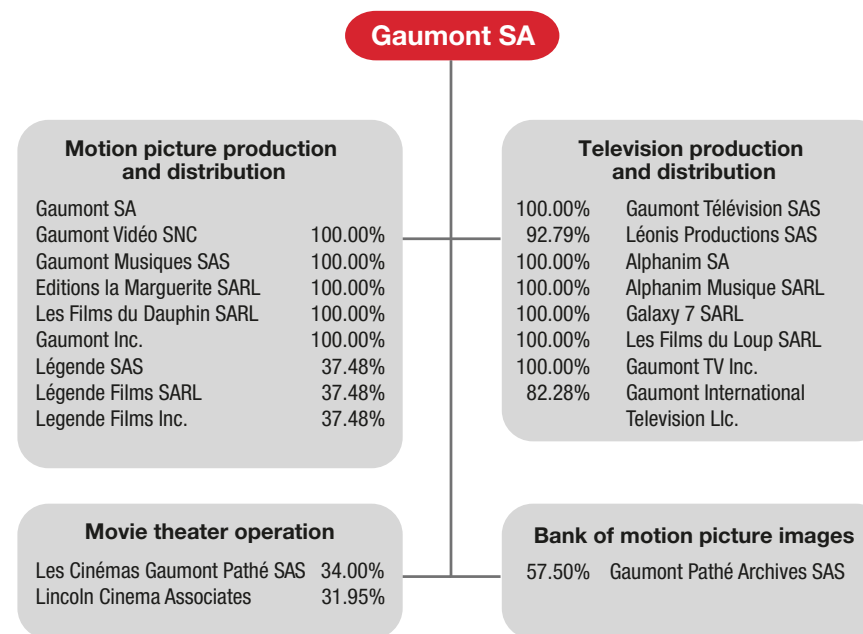 Gaumont SA
Motion picture production
and distribution
Gaumont SA
Gaumont Vidéo SNC 100.00%
Gaumont Musiques SAS 100.00%
Editions la Marguerite SARL 100.00%
Les Films du Dauphin SARL 100.00%
Gaumont Inc. 100.00%
Légende SAS 37.48%
Légende Films SARL 37.48%
Legende Films Inc. 37.48%
Television production
and distribution
100.00% Gaumont Télévision SAS
92.79% Léonis Productions SAS
100.00% Alphanim SA
100.00% Alphanim Musique SARL
100.00% Galaxy 7 SARL
100.00% Les Films du Loup SARL
100.00% Gaumont TV Inc.
82.28% Gaumont International
Television Llc.
Movie theater operation
Les Cinémas Gaumont Pathé SAS 34.00%
Lincoln Cinema Associates 31.95%
Bank of motion picture images
57.50% Gaumont Pathé Archives SAS